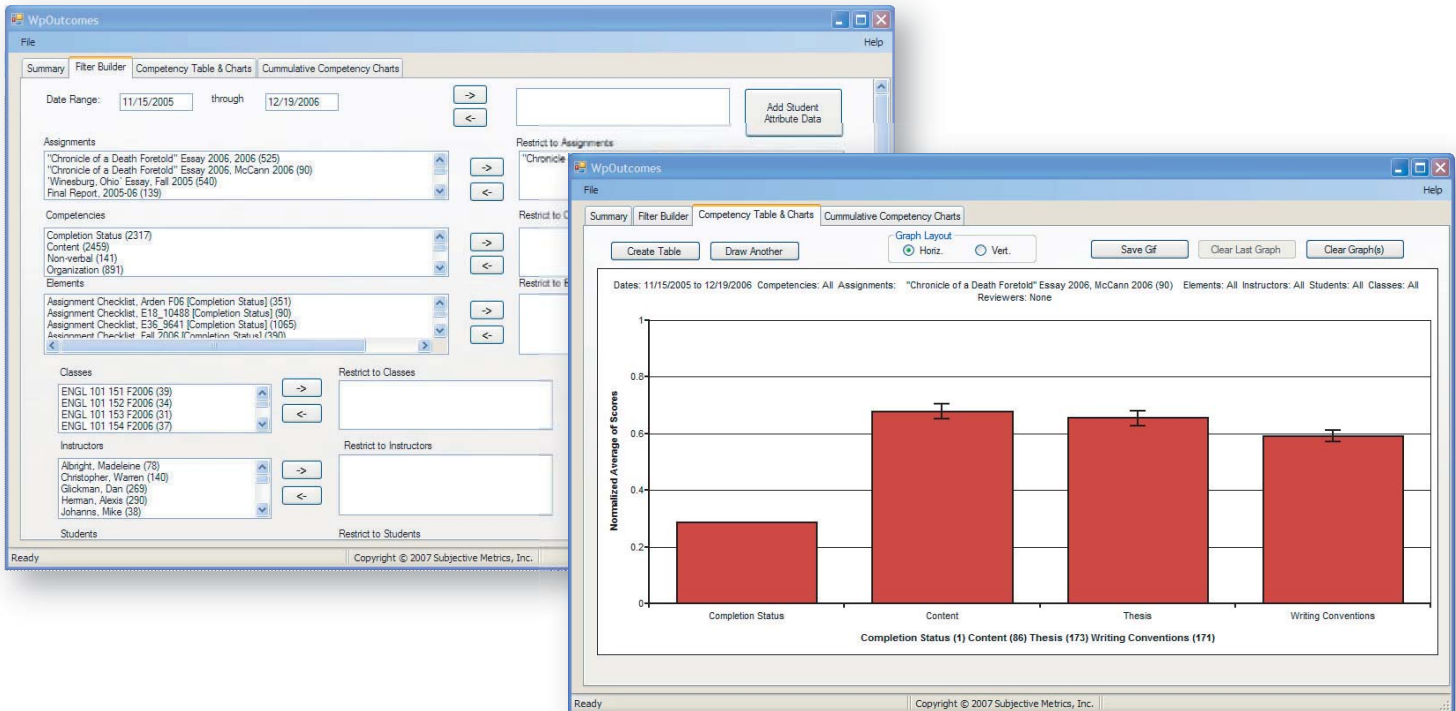 WpOutcomes
File Help
Summary Filter Builder Competency Table & Charts Cummulative Competency Charts
Date Range: 11/15/2005 through 12/19/2006 -> Add Student
<- Attribute Data
Assignments Restrict to Assignments
"Chronicle of a Death Foretold" Essay 2006, 2006 (525) -> "Chronicle
"Chronicle of a Death Foretold" Essay 2006, McCann 2006 (90)
'Winesburg, Ohio' Essay, Fall 2005 (540) <-
Final Report, 2005-06 (139)
Competencies Restrict to C
Completion Status (2317) ->
Content (2459)
Non-verbal (141) <-
Organization (891)
Elements Restrict to E
Assignment Checklist, Arden F06 [Completion Status] (351) ->
Assignment Checklist, E18_10488 [Completion Status] (90)
Assignment Checklist, E36_9641 [Completion Status] (1065) <-
Assignment Checklist, Fall 2006 [Completion Status] (390)
Classes Restrict to Classes
ENGL 101 151 F2006 (39) ->
ENGL 101 152 F2006 (34)
ENGL 101 153 F2006 (31) <-
ENGL 101 154 F2006 (37)
Instructors Restrict to Instructors
Albright, Madeleine (78) ->
Christopher, Warren (140)
Glickman, Dan (269) <-
Herman, Alexis (290)
Johanns, Mike (38)
Students Restrict to Students
Ready Copyright © 2007 Subjective Metrics, Inc.
WpOutcomes
File Help
Summary Filter Builder Competency Table & Charts Cummulative Competency Charts
Graph Layout
Create Table Draw Another Horiz. Vert. Save Gif Clear Last Graph Clear Graph(s)
Dates: 11/15/2005 to 12/19/2006 Competencies: All Assignments: "Chronicle of a Death Foretold" Essay 2006, McCann 2006 (90) Elements: All Instructors: All Students: All Classes: All
Reviewers: None
Normalized Average of Scores
1
0.8
0.6
0.4
0.2
0
Completion Status Content Thesis Writing Conventions
Completion Status (1) Content (86) Thesis (173) Writing Conventions (171)
Ready Copyright © 2007 Subjective Metrics, Inc.